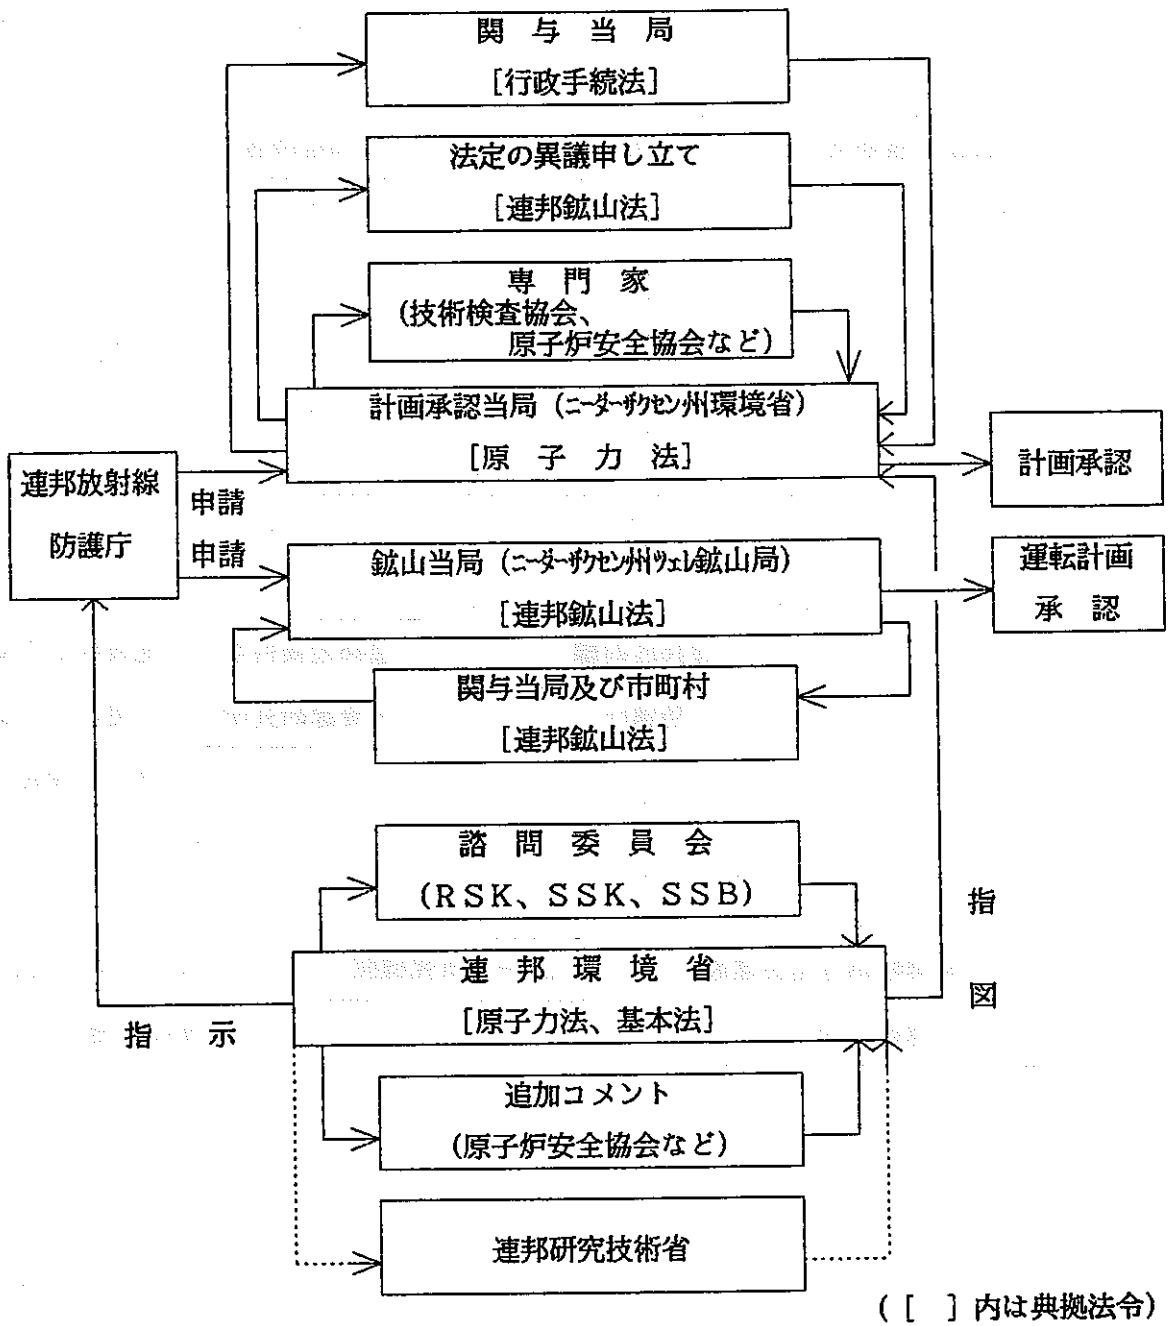 関与当局
[行政手続法]
法定の異議申し立て
[連邦鉱山法]
専門家
(技術検査協会、
原子炉安全協会など)
計画承認当局 (ニーダーザクセン州環境省)
[原子力法]
計画承認
連邦放射線
防護庁
申請
申請
鉱山当局 (ニーダーザクセン州ツェレ鉱山局)
[連邦鉱山法]
運転計画
承認
関与当局及び市町村
[連邦鉱山法]
諮問委員会
(RSK、SSK、SSB)
指
図
連邦環境省
[原子力法、基本法]
指示
追加コメント
(原子炉安全協会など)
連邦研究技術省
([ ]内は典拠法令)